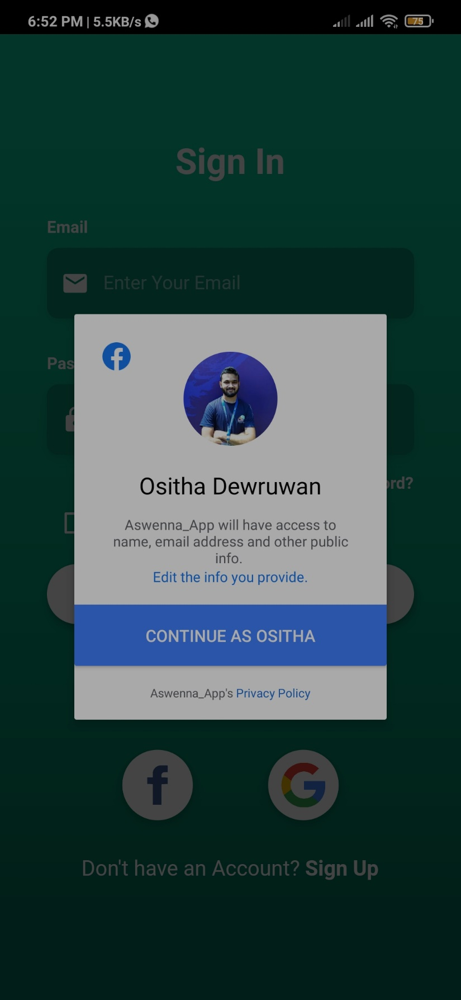 6:52 PM | 5.5KB/s
75
Sign In
Email
Enter Your Email
Pas
ord?
Ositha Dewruwan
Aswenna_App will have access to
name, email address and other public
info.
Edit the info you provide.
CONTINUE AS OSITHA
Aswenna_App's Privacy Policy
f
G
Don't have an Account? Sign Up